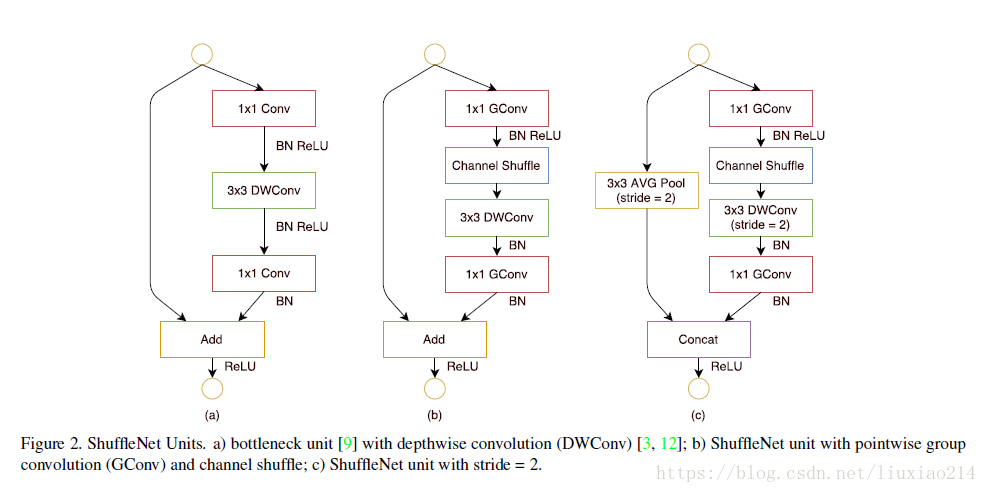 1x1 Conv
BN ReLU
3x3 DWConv
BN ReLU
1x1 Conv
BN
Add
ReLU
(a)
1x1 GConv
BN ReLU
Channel Shuffle
3x3 DWConv
BN
1x1 GConv
BN
Add
ReLU
(b)
1x1 GConv
BN ReLU
Channel Shuffle
3x3 AVG Pool
(stride = 2)
3x3 DWConv
(stride = 2)
BN
1x1 GConv
BN
Concat
ReLU
(c)
Figure 2. ShuffleNet Units. a) bottleneck unit [9] with depthwise convolution (DWConv) [3, 12]; b) ShuffleNet unit with pointwise group
convolution (GConv) and channel shuffle; c) ShuffleNet unit with stride = 2.
https://blog.csdn.net/liuxiao214